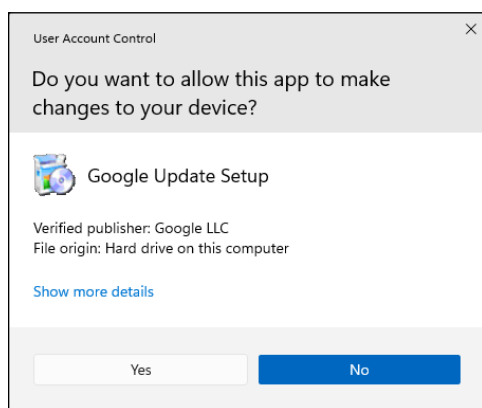 User Account Control
Do you want to allow this app to make
changes to your device?
Google Update Setup
Verified publisher: Google LLC
File origin: Hard drive on this computer
Show more details
Yes
No